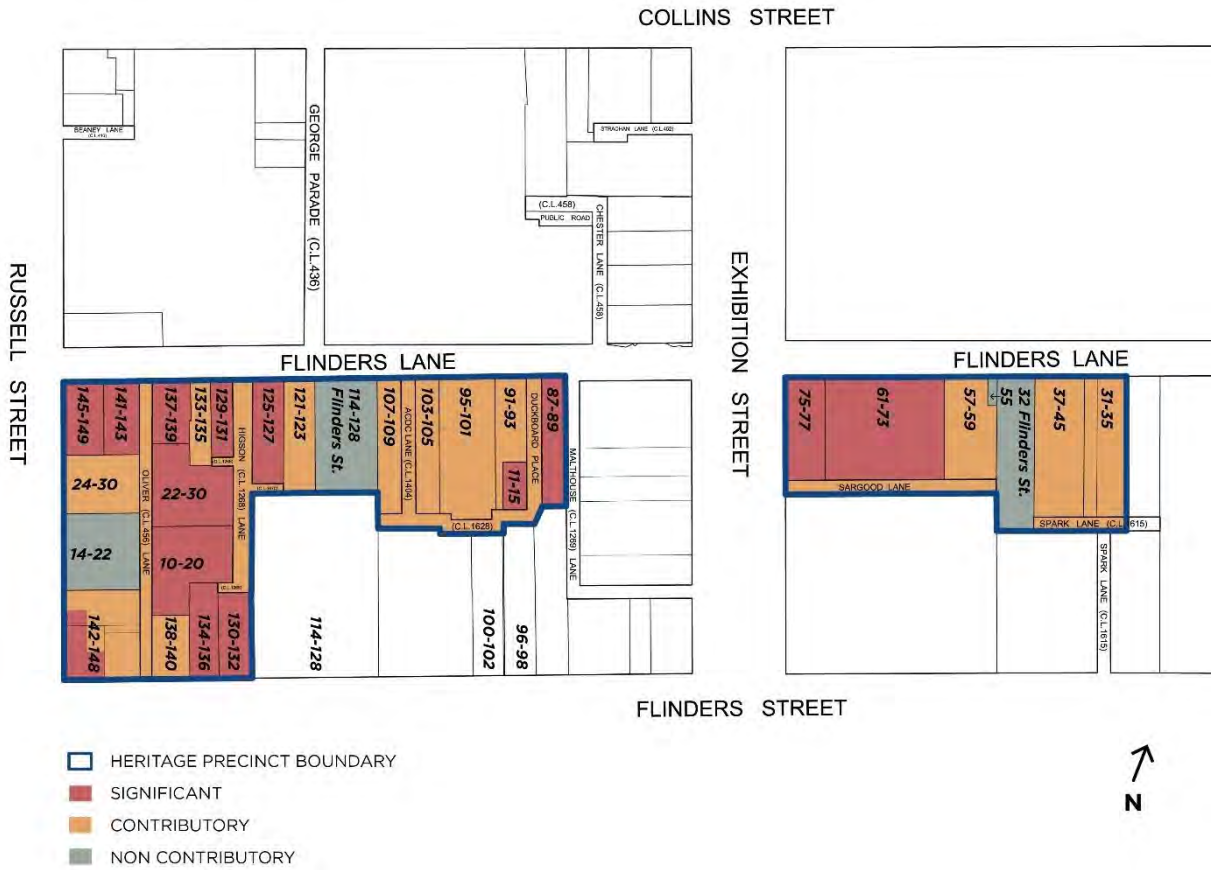 COLLINS STREET
BEANEY LANE
GEORGE PARADE (C.L.436)
STRACHAN LANE (C.L.462)
(C.L.458)
PUBLIC ROAD
CHESTER LANE (C.L.458)
RUSSELL STREET
EXHIBITION STREET
FLINDERS LANE
FLINDERS LANE
145-149
141-143
137-139
133-135
129-131
125-127
121-123
114-128
Flinders St.
107-109
ACDC LANE (C.L.1404)
103-105
95-101
91-93
DUCKBOARD PLACE
87-89
11-15
MALTHOUSE (C.L.1269) LANE
75-77
61-73
57-59
←
55
32 Flinders St.
37-45
31-35
24-30
OLIVER (C.L.456) LANE
22-30
HIGSON (C.L.1268) LANE
SARGOOD LANE
14-22
10-20
(C.L.1628)
SPARK LANE (C.L.1615)
SPARK LANE (C.L.1615)
142-148
138-140
134-136
130-132
114-128
100-102
96-98
FLINDERS STREET
HERITAGE PRECINCT BOUNDARY
SIGNIFICANT
CONTRIBUTORY
NON CONTRIBUTORY
N